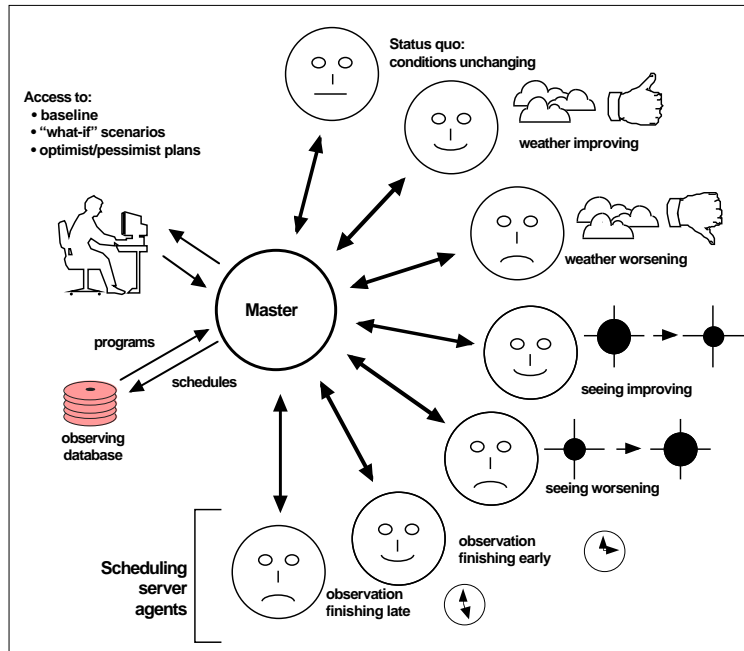 Status quo:
conditions unchanging
Access to:
• baseline
• “what-if” scenarios
• optimist/pessimist plans
weather improving
weather worsening
Master
programs
schedules
observing
database
seeing improving
seeing worsening
observation
finishing early
Scheduling
server
agents
observation
finishing late